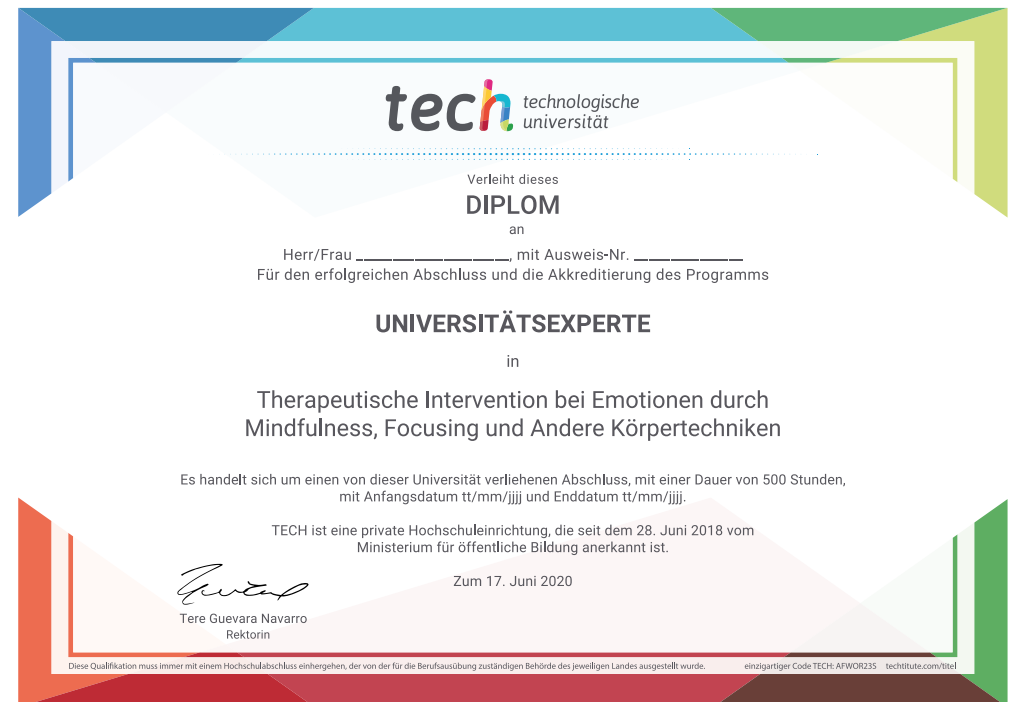 tech technologische
universität
Verleiht dieses
DIPLOM
an
Herr/Frau ____________________, mit Ausweis-Nr. ______________
Für den erfolgreichen Abschluss und die Akkreditierung des Programms
UNIVERSITÄTSEXPERTE
in
Therapeutische Intervention bei Emotionen durch
Mindfulness, Focusing und Andere Körpertechniken
Es handelt sich um einen von dieser Universität verliehenen Abschluss, mit einer Dauer von 500 Stunden,
mit Anfangsdatum tt/mm/jjjj und Enddatum tt/mm/jjjj.
TECH ist eine private Hochschuleinrichtung, die seit dem 28. Juni 2018 vom
Ministerium für öffentliche Bildung anerkannt ist.
Zum 17. Juni 2020
Tere Guevara Navarro
Rektorin
Diese Qualifikation muss immer mit einem Hochschulabschluss einhergehen, der von der für die Berufsausübung zuständigen Behörde des jeweiligen Landes ausgestellt wurde. einzigartiger Code TECH: AFWOR235 techtitute.com/titel